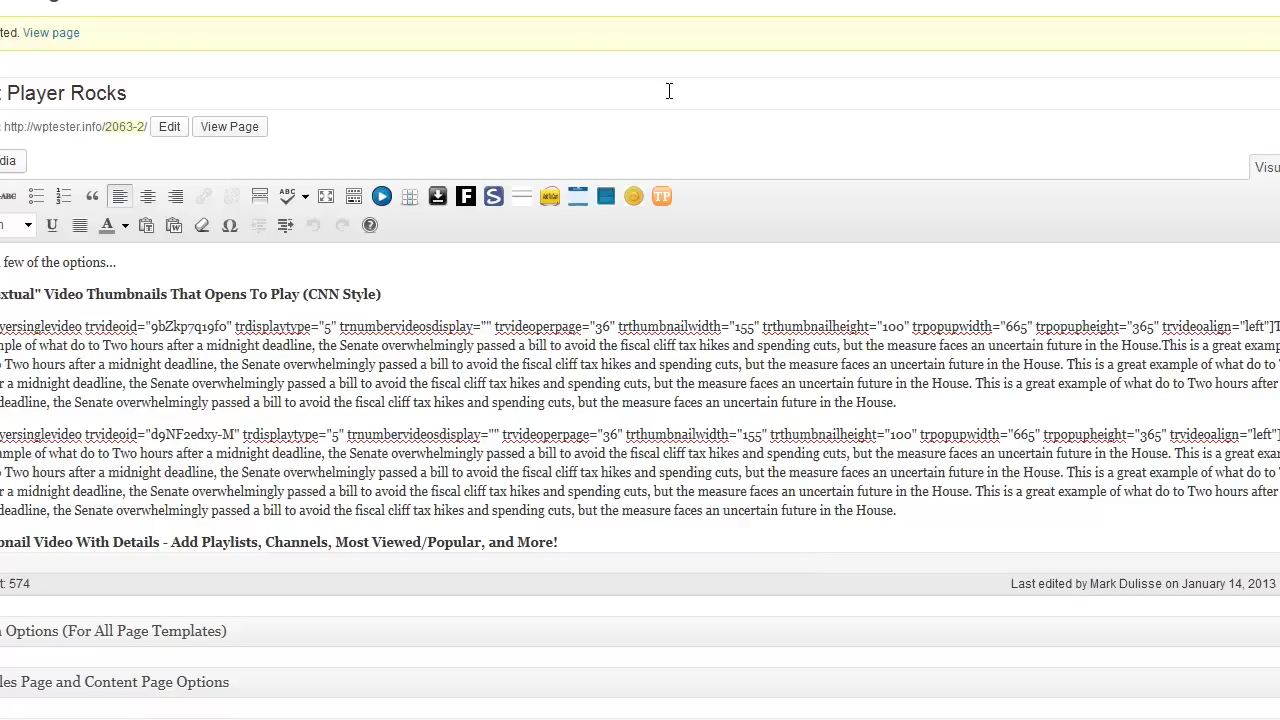 ted. View page
t Player Rocks
: http://wptester.info/2063-2/ Edit View Page
dia
Visu
ABC ABC F S Add To Cart TP
n U A W Ω ?
few of the options...
extual" Video Thumbnails That Opens To Play (CNN Style)
yersinglevideo trvideoid="9bZkp7q19f0" trdisplaytype="5" trnumbervideosdisplay="" trvideoperpage="36" trthumbnailwidth="155" trthumbnailheight="100" trpopupwidth="665" trpopupheight="365" trvideoalign="left"]T
mple of what do to Two hours after a midnight deadline, the Senate overwhelmingly passed a bill to avoid the fiscal cliff tax hikes and spending cuts, but the measure faces an uncertain future in the House.This is a great examp
o Two hours after a midnight deadline, the Senate overwhelmingly passed a bill to avoid the fiscal cliff tax hikes and spending cuts, but the measure faces an uncertain future in the House. This is a great example of what do to T
r a midnight deadline, the Senate overwhelmingly passed a bill to avoid the fiscal cliff tax hikes and spending cuts, but the measure faces an uncertain future in the House. This is a great example of what do to Two hours after
deadline, the Senate overwhelmingly passed a bill to avoid the fiscal cliff tax hikes and spending cuts, but the measure faces an uncertain future in the House.
yersinglevideo trvideoid="d9NF2edxy-M" trdisplaytype="5" trnumbervideosdisplay="" trvideoperpage="36" trthumbnailwidth="155" trthumbnailheight="100" trpopupwidth="665" trpopupheight="365" trvideoalign="left"]
ample of what do to Two hours after a midnight deadline, the Senate overwhelmingly passed a bill to avoid the fiscal cliff tax hikes and spending cuts, but the measure faces an uncertain future in the House. This is a great exa
o Two hours after a midnight deadline, the Senate overwhelmingly passed a bill to avoid the fiscal cliff tax hikes and spending cuts, but the measure faces an uncertain future in the House. This is a great example of what do to T
r a midnight deadline, the Senate overwhelmingly passed a bill to avoid the fiscal cliff tax hikes and spending cuts, but the measure faces an uncertain future in the House. This is a great example of what do to Two hours after
deadline, the Senate overwhelmingly passed a bill to avoid the fiscal cliff tax hikes and spending cuts, but the measure faces an uncertain future in the House.
bnail Video With Details - Add Playlists, Channels, Most Viewed/Popular, and More!
t: 574 Last edited by Mark Dulisse on January 14, 2013
n Options (For All Page Templates)
les Page and Content Page Options